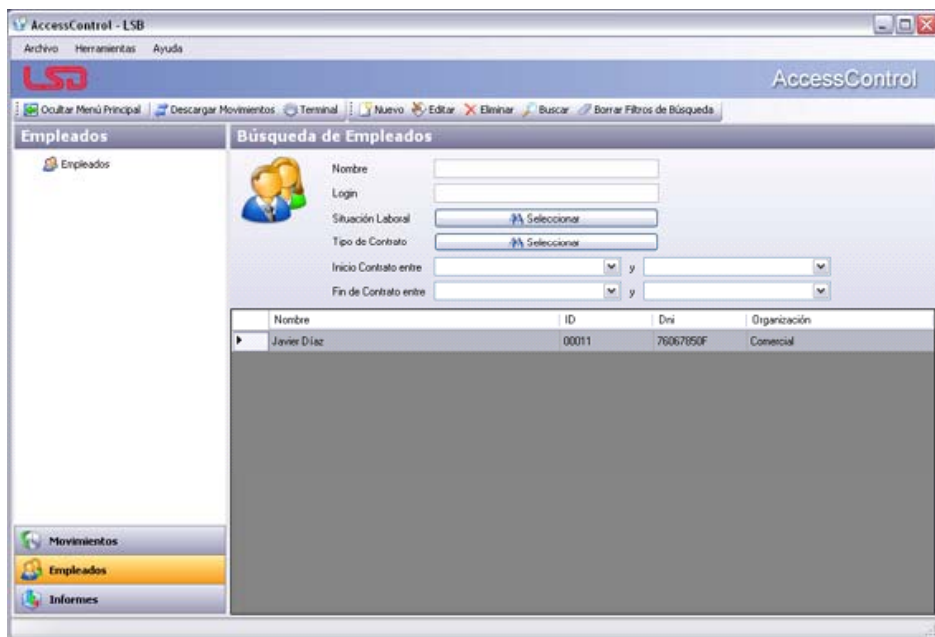 AccessControl - LSB
Archivo Herramientas Ayuda
LSB AccessControl
Ocultar Menú Principal Descargar Movimientos Terminal Nuevo Editar Eliminar Buscar Borrar Filtros de Búsqueda
Empleados Búsqueda de Empleados
Empleados
Nombre
Login
Situación Laboral Seleccionar
Tipo de Contrato Seleccionar
Inicio Contrato entre y
Fin de Contrato entre y
Nombre ID Dni Organización
Javier Díaz 00011 76067850F Comercial
Movimientos
Empleados
Informes